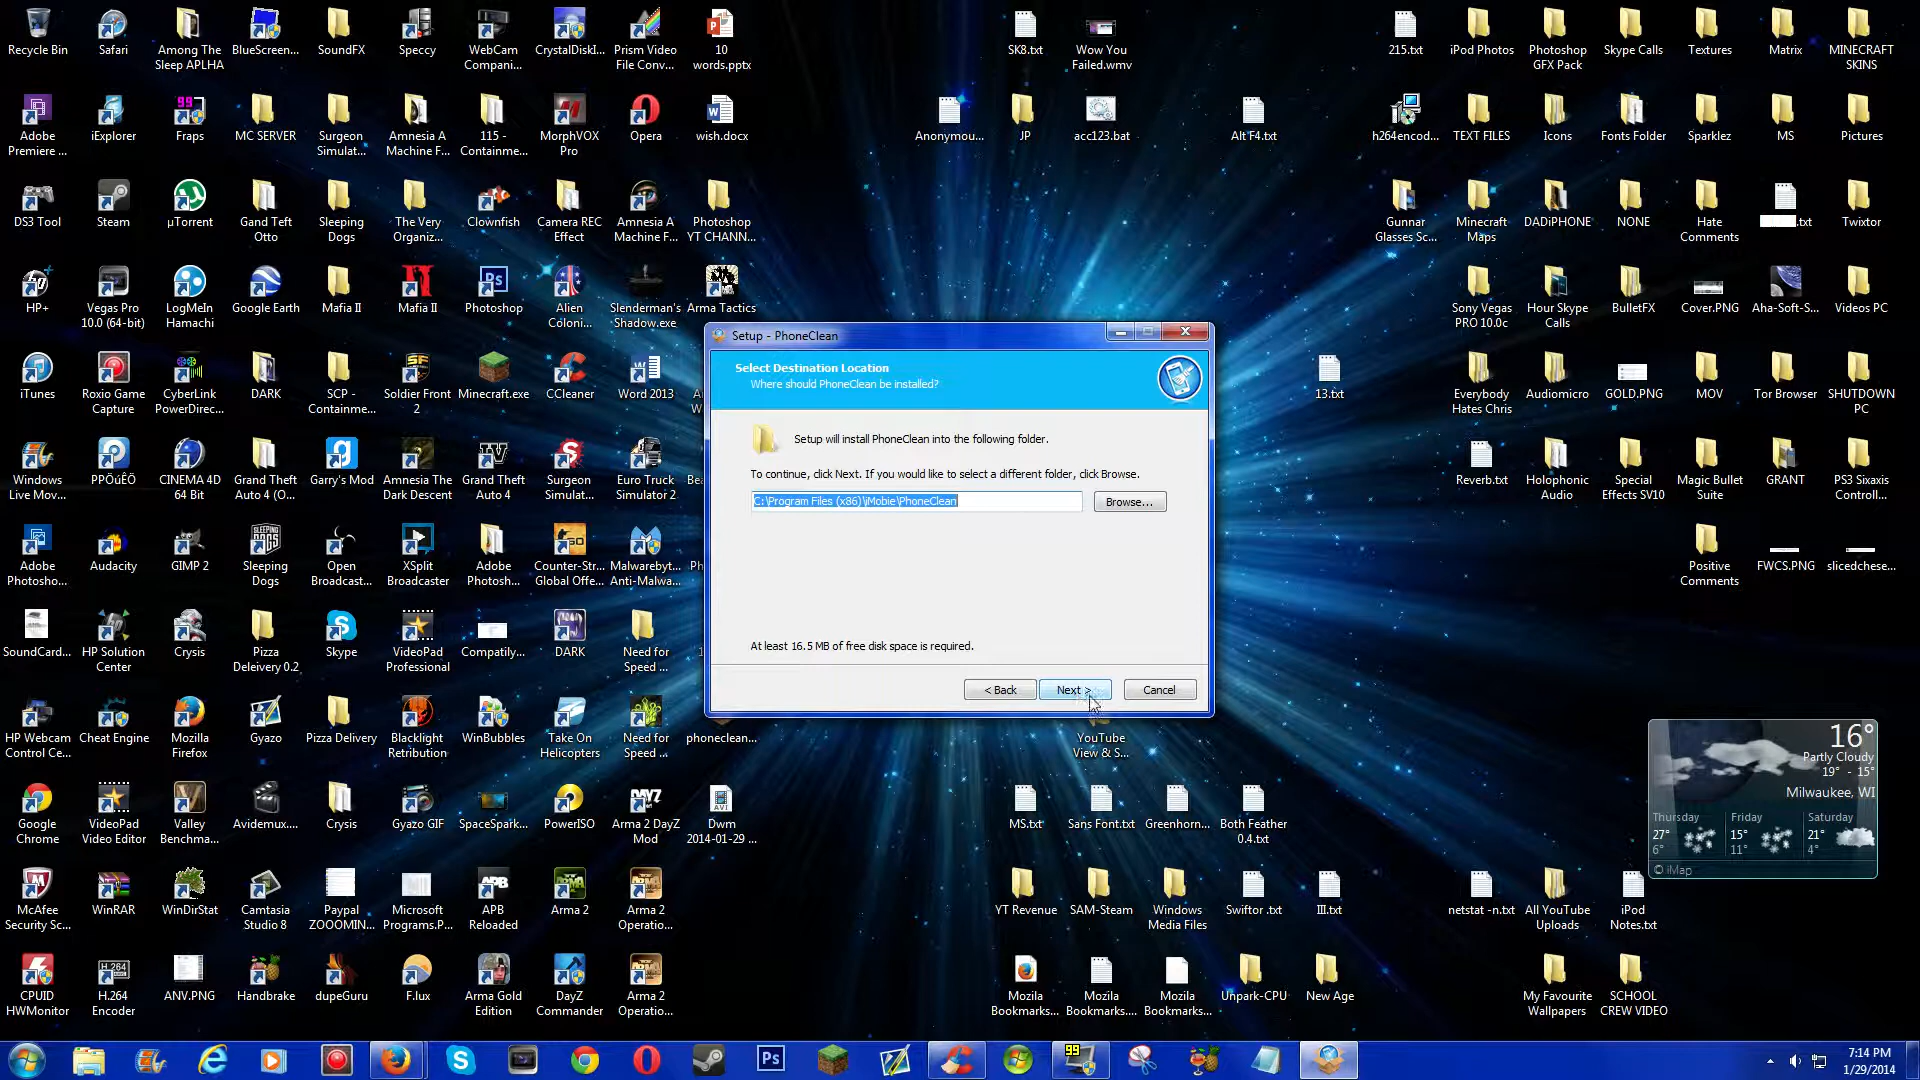 Recycle Bin
Safari
Among The
Sleep APLHA
BlueScreen...
SoundFX
Speccy
WebCam
Compani...
CrystalDiskI...
Prism Video
File Conv...
10
words.pptx
SK8.txt
Wow You
Failed.wmv
215.txt
iPod Photos
Photoshop
GFX Pack
Skype Calls
Textures
Matrix
MINECRAFT
SKINS
Adobe
Premiere ...
iExplorer
99
Fraps
MC SERVER
Surgeon
Simulat...
Amnesia A
Machine F...
115 -
Containme...
MorphVOX
Pro
Opera
wish.docx
Anonymou...
JP
acc123.bat
Alt F4.txt
h264encod...
TEXT FILES
Icons
Fonts Folder
Sparklez
MS
Pictures
DS3 Tool
Steam
µTorrent
Gand Teft
Otto
Sleeping
Dogs
The Very
Organiz...
Clownfish
Camera REC
Effect
Amnesia A
Machine F...
Photoshop
YT CHANN...
Gunnar
Glasses Sc...
Minecraft
Maps
DADiPHONE
NONE
Hate
Comments
.txt
Twixtor
HP+
Vegas Pro
10.0 (64-bit)
LogMeIn
Hamachi
Google Earth
Mafia II
Mafia II
Photoshop
Alien
Coloni...
Slenderman's
Shadow.exe
Arma Tactics
Sony Vegas
PRO 10.0c
Hour Skype
Calls
BulletFX
Cover.PNG
Aha-Soft-S...
Videos PC
Setup - PhoneClean
Select Destination Location
Where should PhoneClean be installed?
Setup will install PhoneClean into the following folder.
To continue, click Next. If you would like to select a different folder, click Browse.
C:\Program Files (x86)\iMobie\PhoneClean
Browse...
At least 16.5 MB of free disk space is required.
< Back
Next >
Cancel
iTunes
Roxio Game
Capture
CyberLink
PowerDirec...
DARK
SCP -
Containme...
Soldier Front
2
Minecraft.exe
CCleaner
Word 2013
13.txt
Everybody
Hates Chris
Audiomicro
GOLD.PNG
MOV
Tor Browser
SHUTDOWN
PC
Windows
Live Mov...
PPÖúÊÖ
CINEMA 4D
64 Bit
Grand Theft
Auto 4 (O...
Garry's Mod
Amnesia The
Dark Descent
Grand Theft
Auto 4
Surgeon
Simulat...
Euro Truck
Simulator 2
Reverb.txt
Holophonic
Audio
Special
Effects SV10
Magic Bullet
Suite
GRANT
PS3 Sixaxis
Controll...
Adobe
Photosho...
Audacity
GIMP 2
Sleeping
Dogs
Open
Broadcast...
XSplit
Broadcaster
Adobe
Photosh...
Counter-Str...
Global Offe...
Malwarebyt...
Anti-Malwa...
Positive
Comments
FWCS.PNG
slicedchese...
SoundCard...
HP Solution
Center
Crysis
Pizza
Deleivery 0.2
Skype
VideoPad
Professional
Compatily...
DARK
Need for
Speed ...
HP Webcam
Control Ce...
Cheat Engine
Mozilla
Firefox
Gyazo
Pizza Delivery
Blacklight
Retribution
WinBubbles
Take On
Helicopters
Need for
Speed ...
phoneclean...
YouTube
View & S...
16°
Partly Cloudy
19° - 15°
Milwaukee, WI
Thursday
27°
6°
Friday
15°
11°
Saturday
21°
4°
© iMap
Google
Chrome
VideoPad
Video Editor
Valley
Benchma...
Avidemux....
Crysis
Gyazo GIF
SpaceSpark...
PowerISO
Arma 2 DayZ
Mod
Dwm
2014-01-29 ...
MS.txt
Sans Font.txt
Greenhorn...
Both Feather
0.4.txt
McAfee
Security Sc...
WinRAR
WinDirStat
Camtasia
Studio 8
Paypal
ZOOOMIN...
Microsoft
Programs.P...
APB
Reloaded
Arma 2
Arma 2
Operatio...
YT Revenue
SAM-Steam
Windows
Media Files
Swiftor .txt
III.txt
netstat -n.txt
All YouTube
Uploads
iPod
Notes.txt
CPUID
HWMonitor
H.264
Encoder
ANV.PNG
Handbrake
dupeGuru
F.lux
Arma Gold
Edition
DayZ
Commander
Arma 2
Operatio...
Mozila
Bookmarks...
Mozila
Bookmarks....
Mozila
Bookmarks...
Unpark-CPU
New Age
My Favourite
Wallpapers
SCHOOL
CREW VIDEO
Ps
99
7:14 PM
1/29/2014